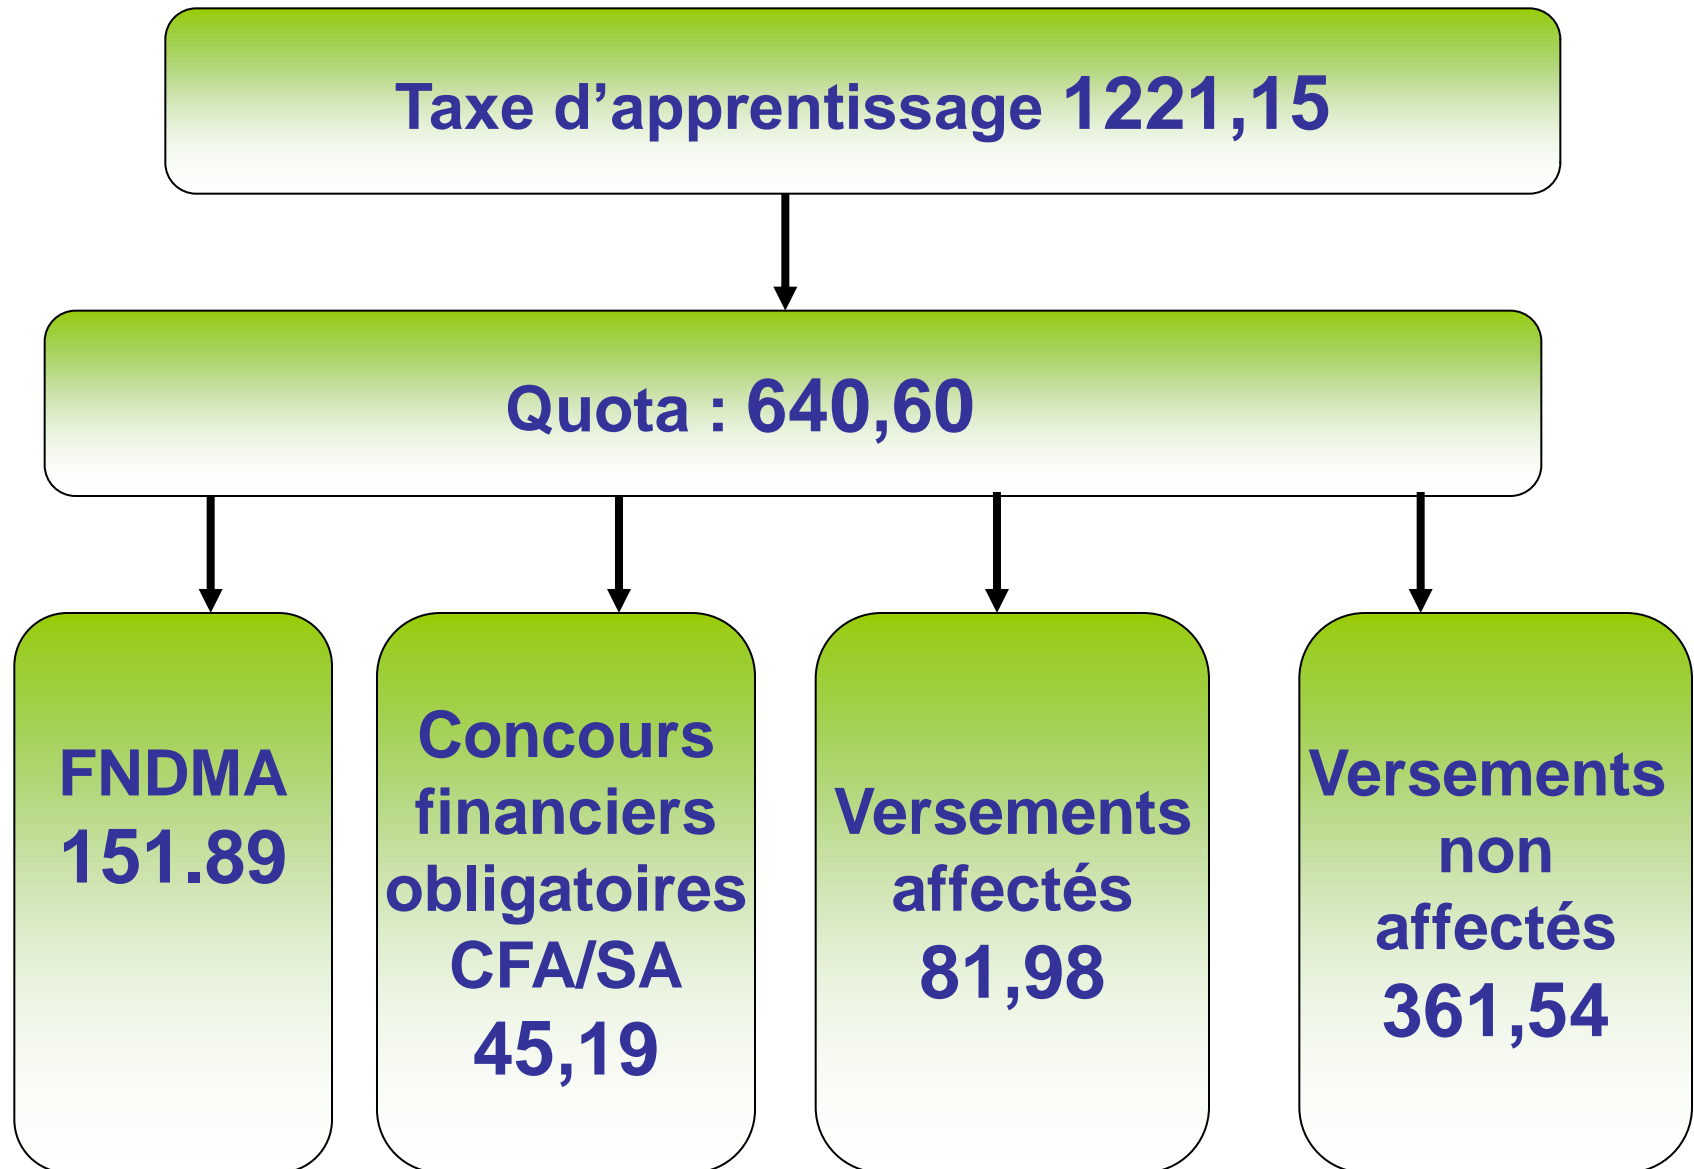 Taxe d’apprentissage 1221,15
Quota : 640,60
FNDMA
151.89
Concours
financiers
obligatoires
CFA/SA
45,19
Versements
affectés
81,98
Versements
non
affectés
361,54